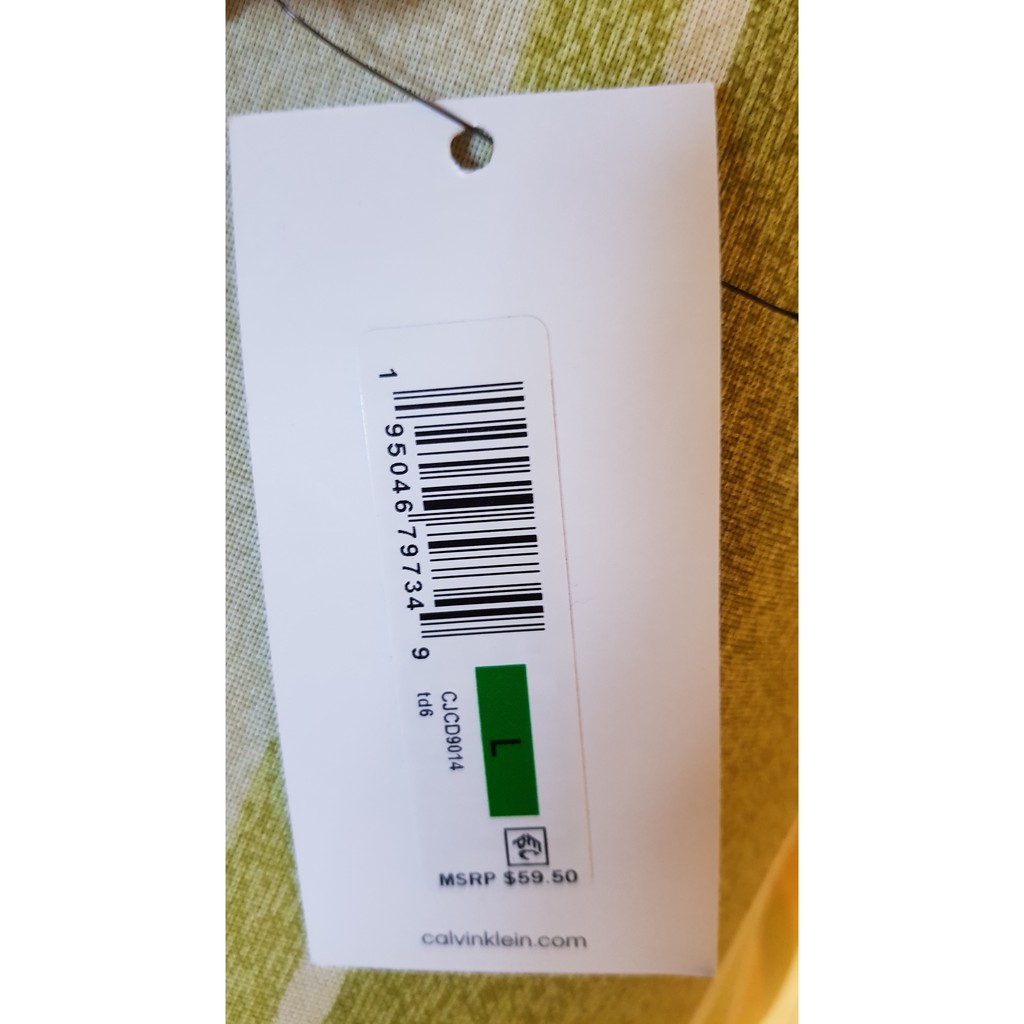 1 95046 79734 9
CJCD9014
td6
L
MSRP $59.50
calvinklein.com